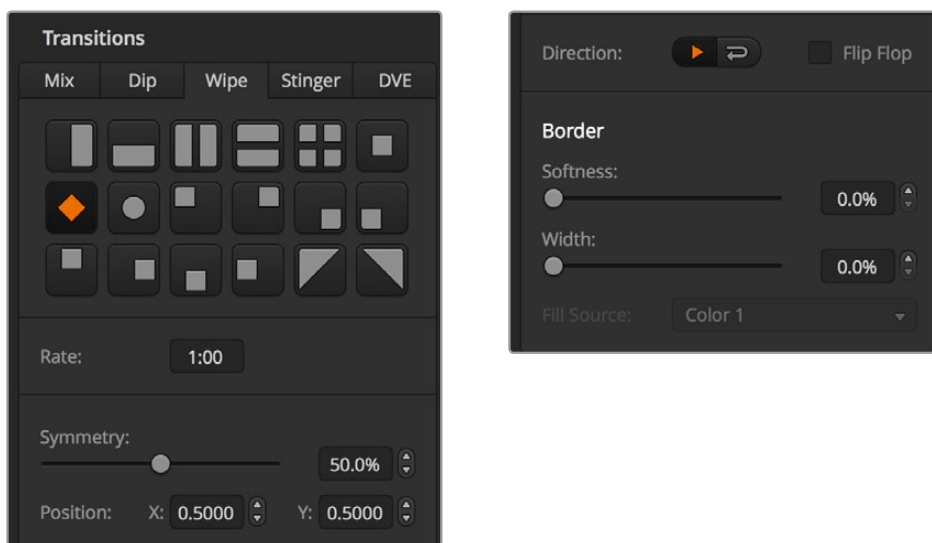 Transitions
Mix Dip Wipe Stinger DVE
Rate: 1:00
Symmetry:
50.0%
Position: X: 0.5000 Y: 0.5000
Direction: Flip Flop
Border
Softness:
0.0%
Width:
0.0%
Fill Source: Color 1